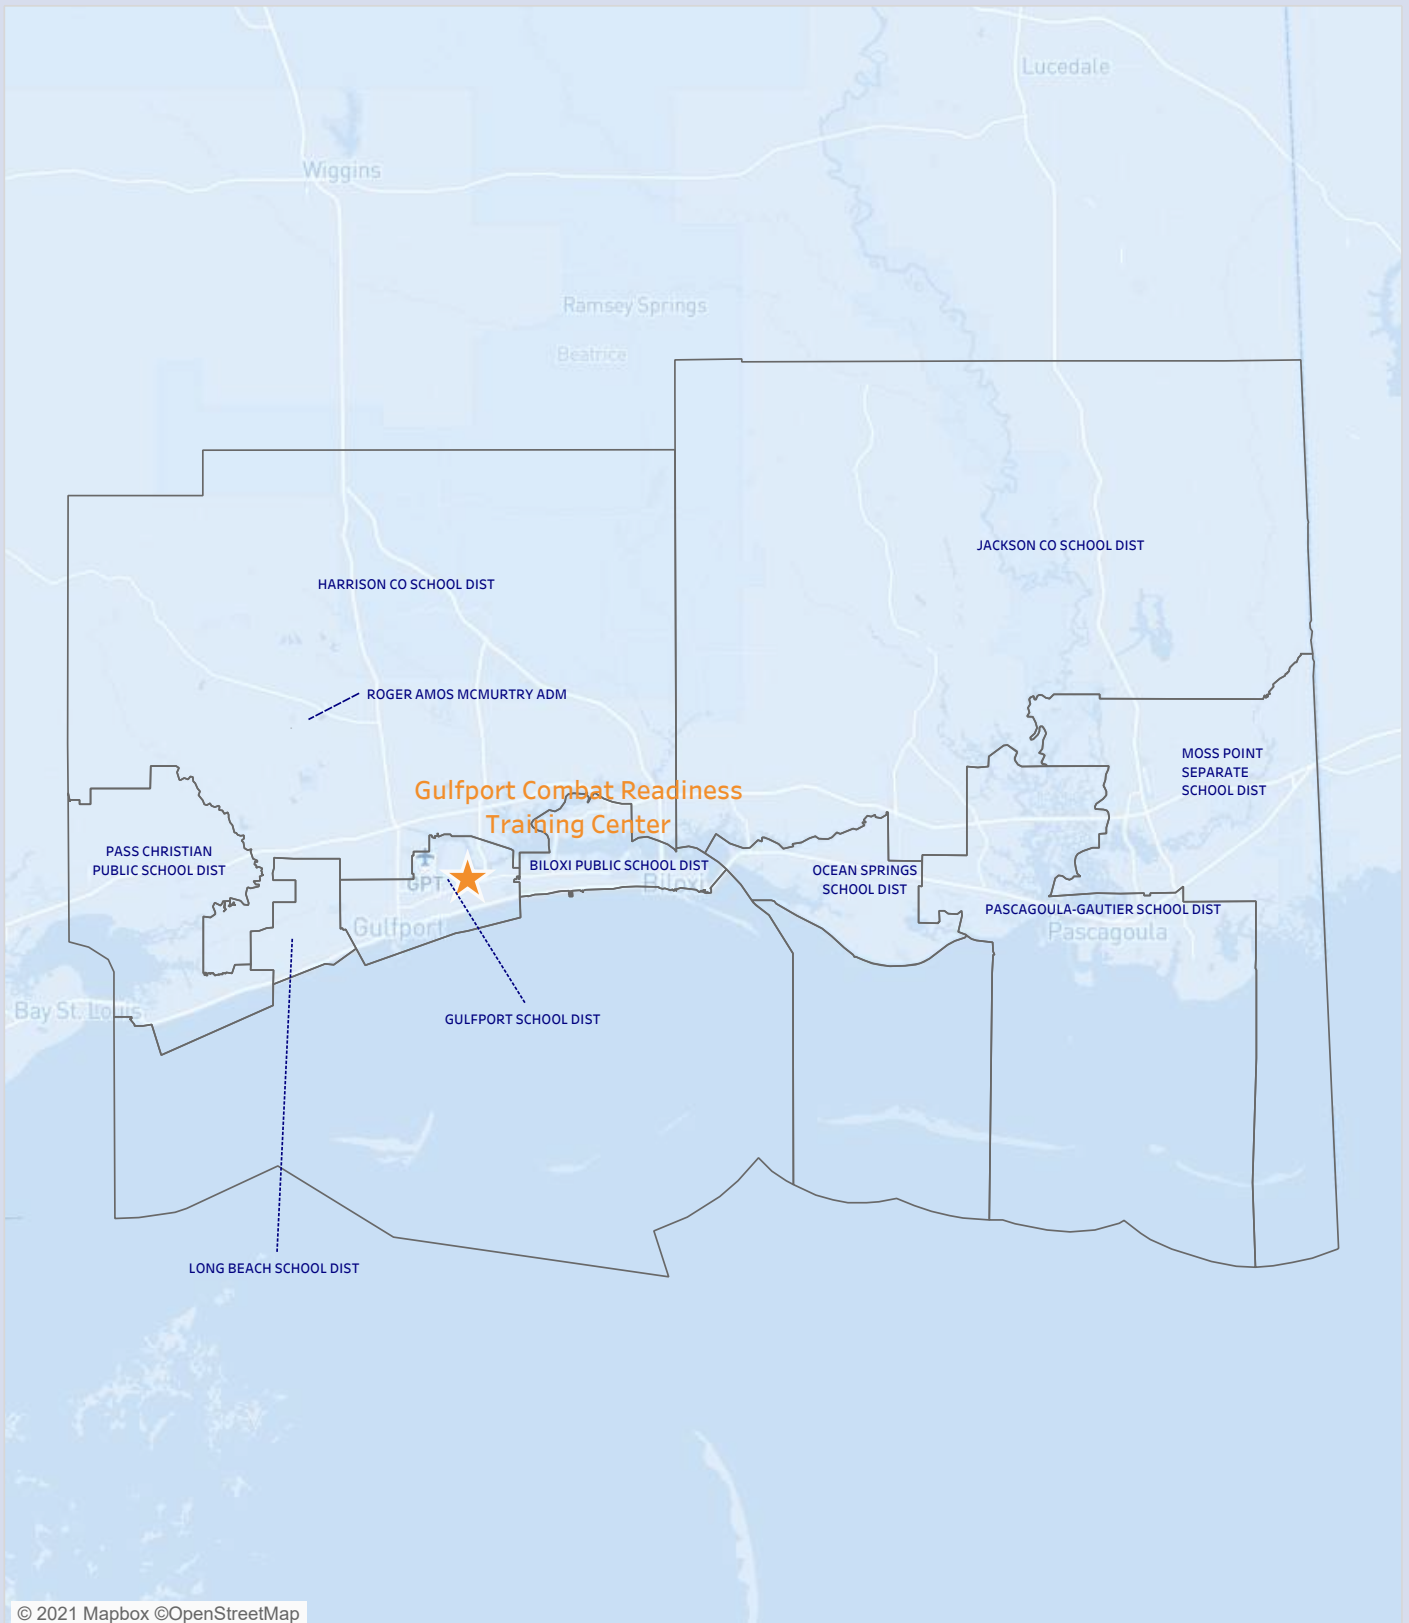 Lucedale
Wiggins
Ramsey Springs
Beatrice
JACKSON CO SCHOOL DIST
HARRISON CO SCHOOL DIST
ROGER AMOS MCMURTRY ADM
MOSS POINT
SEPARATE
SCHOOL DIST
Gulfport Combat Readiness
Training Center
PASS CHRISTIAN
PUBLIC SCHOOL DIST
BILOXI PUBLIC SCHOOL DIST
OCEAN SPRINGS
SCHOOL DIST
GPT
Biloxi
PASCAGOULA-GAUTIER SCHOOL DIST
Gulfport
Pascagoula
Bay St. Louis
GULFPORT SCHOOL DIST
LONG BEACH SCHOOL DIST
© 2021 Mapbox ©OpenStreetMap